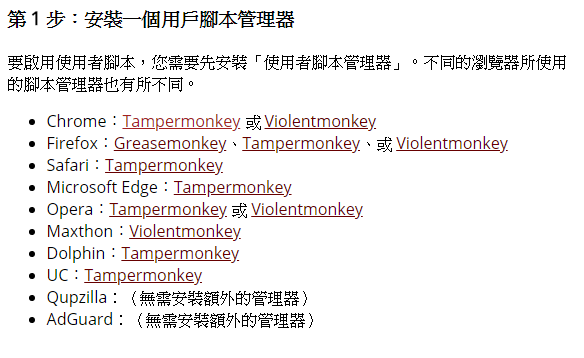 第 1 步：安裝一個用戶腳本管理器
要啟用使用者腳本，您需要先安裝「使用者腳本管理器」。不同的瀏覽器所使用
的腳本管理器也有所不同。
Chrome：Tampermonkey 或 Violentmonkey
Firefox：Greasemonkey、Tampermonkey、或 Violentmonkey
Safari：Tampermonkey
Microsoft Edge：Tampermonkey
Opera：Tampermonkey 或 Violentmonkey
Maxthon：Violentmonkey
Dolphin：Tampermonkey
UC：Tampermonkey
Qupzilla：（無需安裝額外的管理器）
AdGuard：（無需安裝額外的管理器）